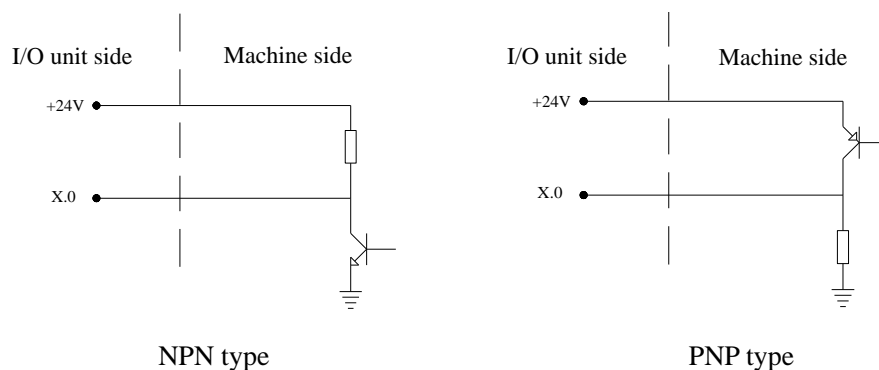 I/O unit side
Machine side
+24V
X.0
NPN type
I/O unit side
Machine side
+24V
X.0
PNP type